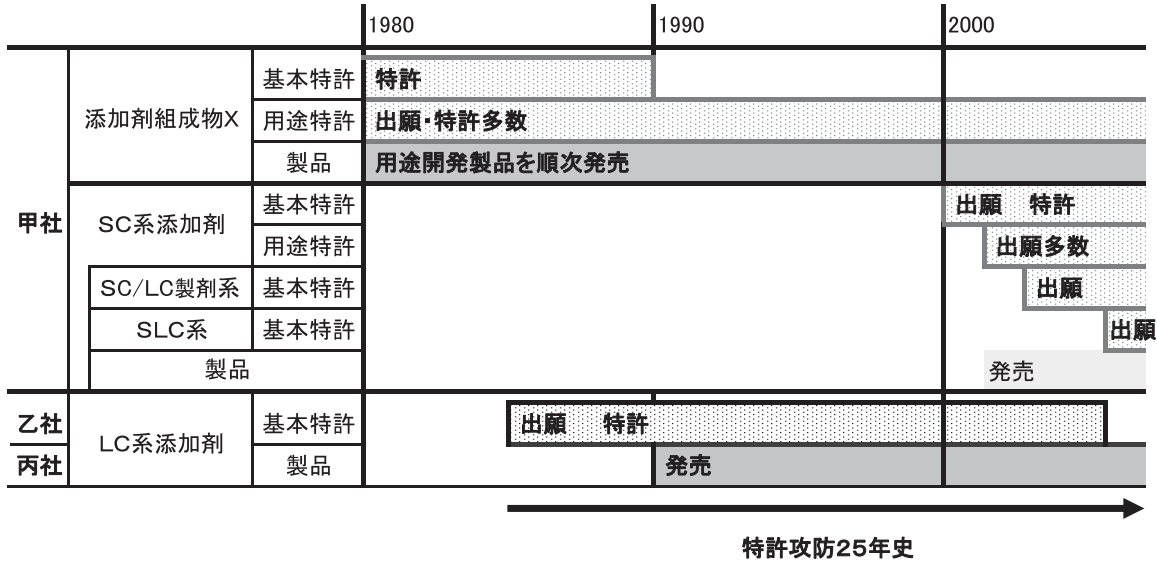 1980 1990 2000
基本特許 特許
添加剤組成物X 用途特許 出願・特許多数
製品 用途開発製品を順次発売
甲社
SC系添加剤 基本特許 出願 特許
用途特許 出願多数
SC/LC製剤系 基本特許 出願
SLC系 基本特許 出願
製品 発売
乙社 LC系添加剤 基本特許 出願 特許
丙社 製品 発売
特許攻防25年史